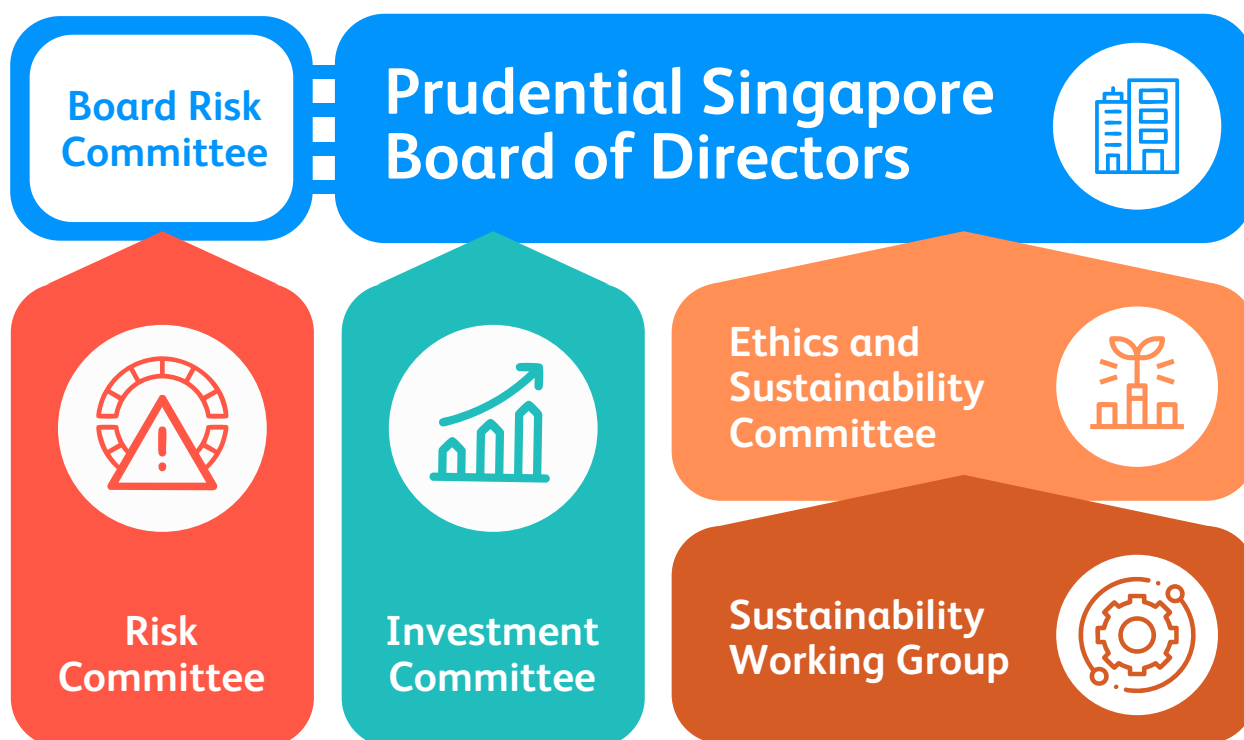 Board Risk
Committee
Prudential Singapore
Board of Directors
Risk
Committee
Investment
Committee
Ethics and
Sustainability
Committee
Sustainability
Working Group